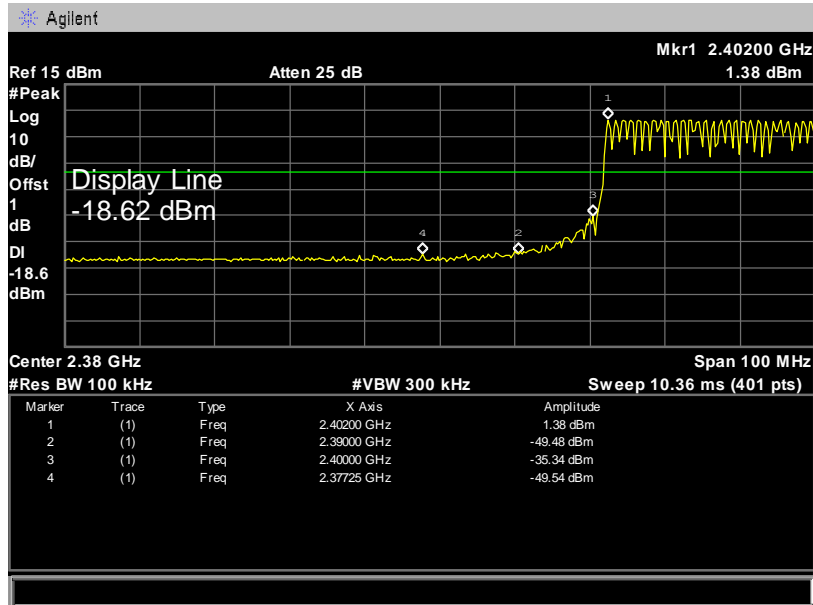 Agilent
Mkr1 2.40200 GHz
Ref 15 dBm Atten 25 dB 1.38 dBm
#Peak
Log
10
dB/
Offst
1
dB
DI
-18.6
dBm
Display Line
-18.62 dBm
1
3
4 2
Center 2.38 GHz Span 100 MHz
#Res BW 100 kHz #VBW 300 kHz Sweep 10.36 ms (401 pts)
Marker Trace Type X Axis Amplitude
1 (1) Freq 2.40200 GHz 1.38 dBm
2 (1) Freq 2.39000 GHz -49.48 dBm
3 (1) Freq 2.40000 GHz -35.34 dBm
4 (1) Freq 2.37725 GHz -49.54 dBm